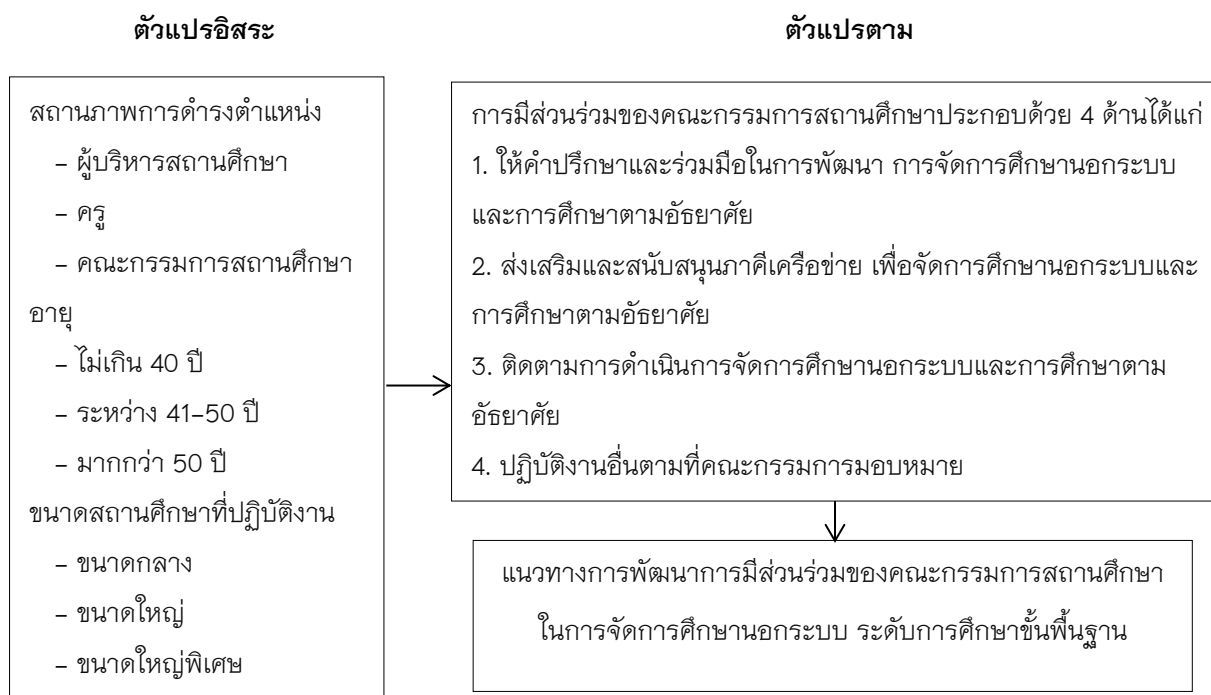 ตัวแปรอิสระ
สถานภาพการดำรงตำแหน่ง
– ผู้บริหารสถานศึกษา
– ครู
– คณะกรรมการสถานศึกษา
อายุ
– ไม่เกิน 40 ปี
– ระหว่าง 41–50 ปี
– มากกว่า 50 ปี
ขนาดสถานศึกษาที่ปฏิบัติงาน
– ขนาดกลาง
– ขนาดใหญ่
– ขนาดใหญ่พิเศษ
ตัวแปรตาม
การมีส่วนร่วมของคณะกรรมการสถานศึกษาประกอบด้วย 4 ด้านได้แก่
1. ให้คำปรึกษาและร่วมมือในการพัฒนา การจัดการศึกษานอกระบบ
และการศึกษาตามอัธยาศัย
2. ส่งเสริมและสนับสนุนภาคีเครือข่าย เพื่อจัดการศึกษานอกระบบและ
การศึกษาตามอัธยาศัย
3. ติดตามการดำเนินการจัดการศึกษานอกระบบและการศึกษาตาม
อัธยาศัย
4. ปฏิบัติงานอื่นตามที่คณะกรรมการมอบหมาย
แนวทางการพัฒนาการมีส่วนร่วมของคณะกรรมการสถานศึกษา
ในการจัดการศึกษานอกระบบ ระดับการศึกษาขั้นพื้นฐาน